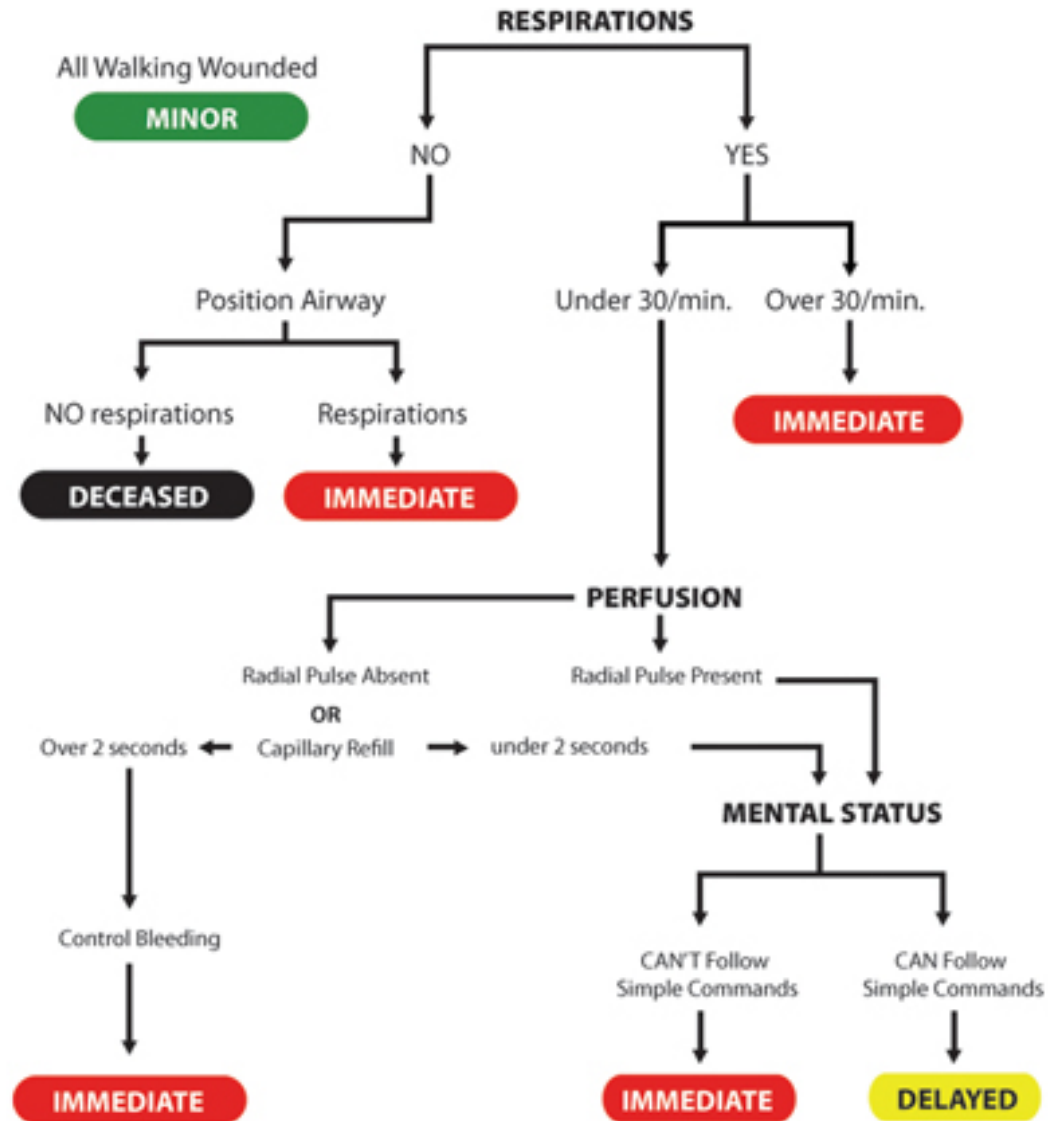 RESPIRATIONS
All Walking Wounded
MINOR
NO
YES
Position Airway
Under 30/min.
Over 30/min.
NO respirations
Respirations
IMMEDIATE
DECEASED
IMMEDIATE
PERFUSION
Radial Pulse Absent
Radial Pulse Present
OR
Over 2 seconds
Capillary Refill
under 2 seconds
MENTAL STATUS
Control Bleeding
CAN'T Follow
Simple Commands
CAN Follow
Simple Commands
IMMEDIATE
IMMEDIATE
DELAYED